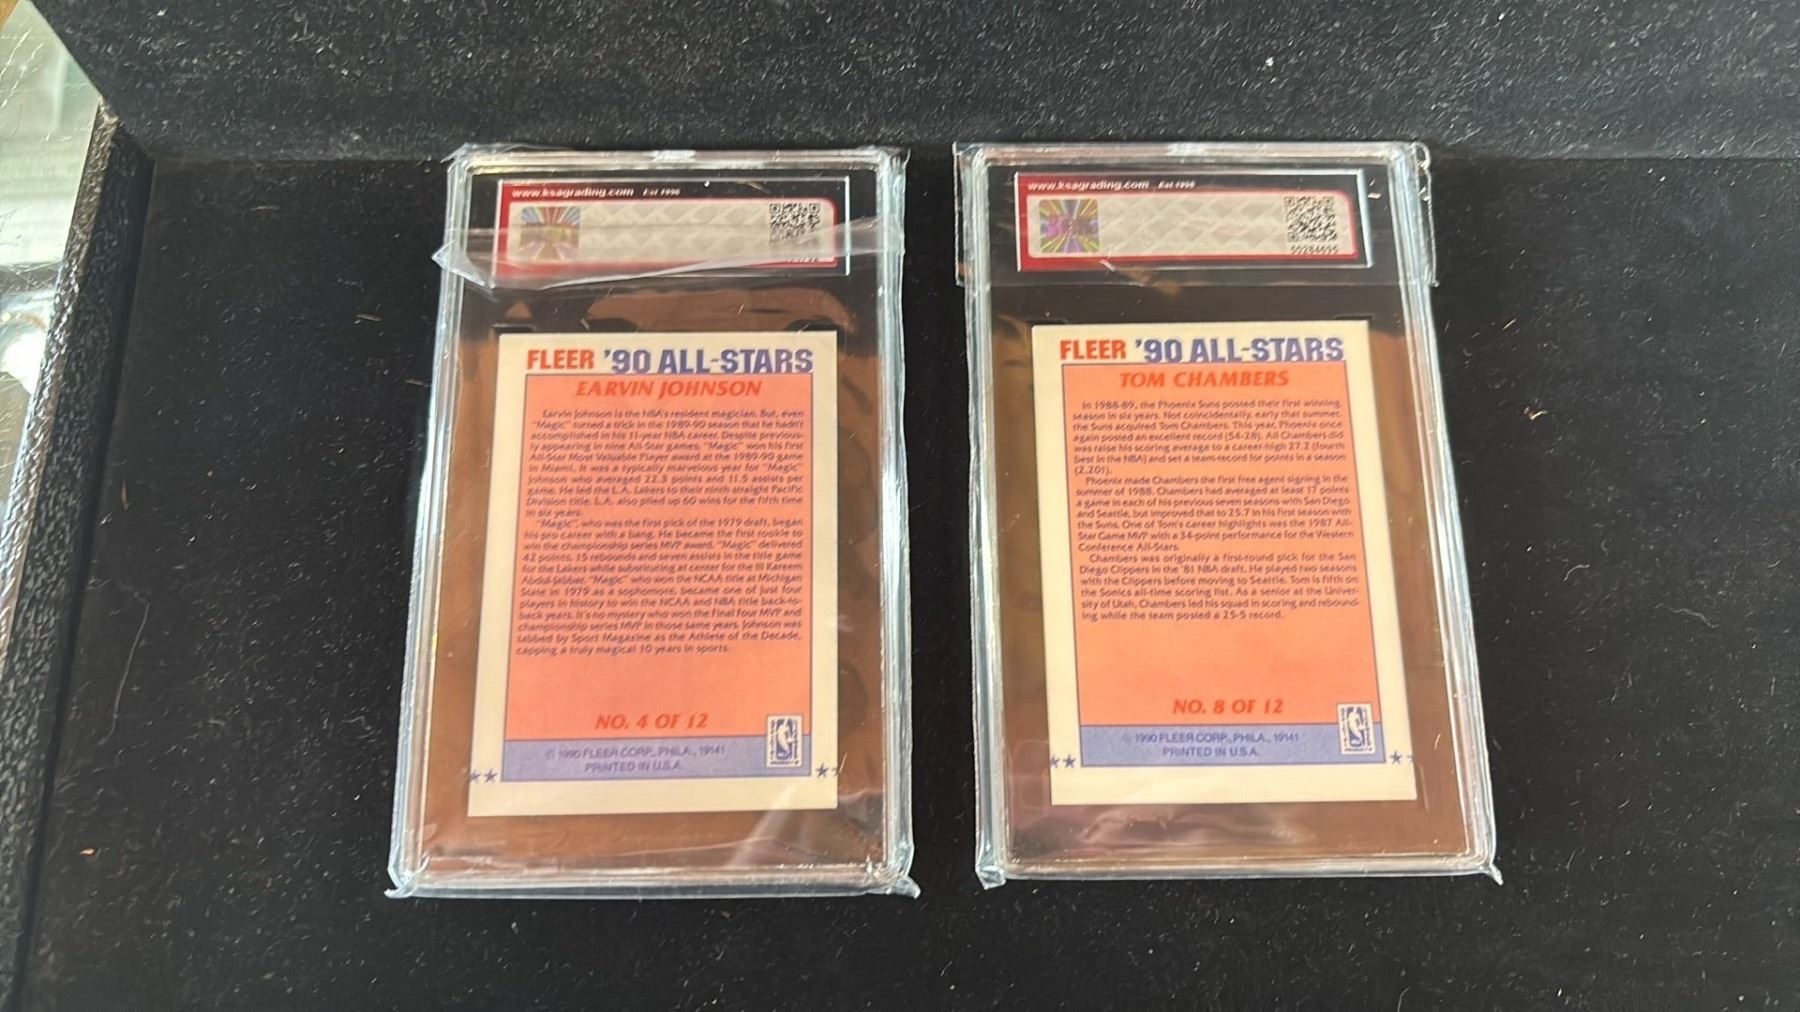 www.ksagrading.com Est 1996
FLEER '90 ALL-STARS
EARVIN JOHNSON
Earvin Johnson is the NBA's resident magician. But, even
"Magic" turned a trick in the 1989-90 season that he hadn't
accomplished in his 11-year NBA career. Despite previous-
ly appearing in nine All-Star games, "Magic" won his first
All-Star Most Valuable Player award at the 1989-90 game
in Miami. It was a typically marvelous year for "Magic"
Johnson who averaged 22.3 points and 11.5 assists per
game. He led the L.A. Lakers to their ninth straight Pacific
Division title. L.A. also piled up 60 wins for the fifth time
in six years.
"Magic", who was the first pick of the 1979 draft, began
his pro career with a bang. He became the first rookie to
win the championship series MVP award. "Magic" delivered
42 points, 15 rebounds and seven assists in the title game
for the Lakers while substituting at center for the ill Kareem
Abdul-Jabbar. "Magic" who won the NCAA title at Michigan
State in 1979 as a sophomore, became one of just four
players in history to win the NCAA and NBA title back-to-
back years. It's no mystery who won the Final Four MVP and
championship series MVP in those same years. Johnson was
tabbed by Sport Magazine as the Athlete of the Decade,
capping a truly magical 10 years in sports.
NO. 4 OF 12
© 1990 FLEER CORP., PHILA., 19141
PRINTED IN U.S.A.
www.ksagrading.com Est 1996
50284695
FLEER '90 ALL-STARS
TOM CHAMBERS
In 1988-89, the Phoenix Suns posted their first winning
season in six years. Not coincidentally, early that summer,
the Suns acquired Tom Chambers. This year, Phoenix once
again posted an excellent record (54-28). All Chambers did
was raise his scoring average to a career-high 27.2 (fourth
best in the NBA) and set a team-record for points in a season
(2,201).
Phoenix made Chambers the first free agent signing in the
summer of 1988. Chambers had averaged at least 17 points
a game in each of his previous seven seasons with San Diego
and Seattle, but improved that to 25.7 in his first season with
the Suns. One of Tom's career highlights was the 1987 All-
Star Game MVP with a 34-point performance for the Western
Conference All-Stars.
Chambers was originally a first-round pick for the San
Diego Clippers in the '81 NBA draft. He played two seasons
with the Clippers before moving to Seattle. Tom is fifth on
the Sonics all-time scoring list. As a senior at the Univer-
sity of Utah, Chambers led his squad in scoring and rebound-
ing while the team posted a 25-5 record.
NO. 8 OF 12
© 1990 FLEER CORP., PHILA., 19141
PRINTED IN U.S.A.